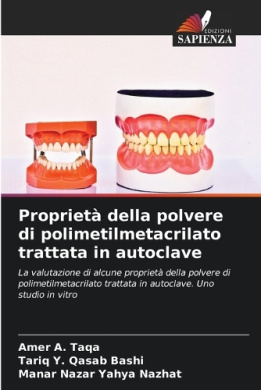 EDIZIONI
SAPIENZA
Proprietà della polvere
di polimetilmetacrilato
trattata in autoclave
La valutazione di alcune proprietà della polvere di
polimetilmetacrilato trattata in autoclave. Uno
studio in vitro
Amer A. Taqa
Tariq Y. Qasab Bashi
Manar Nazar Yahya Nazhat